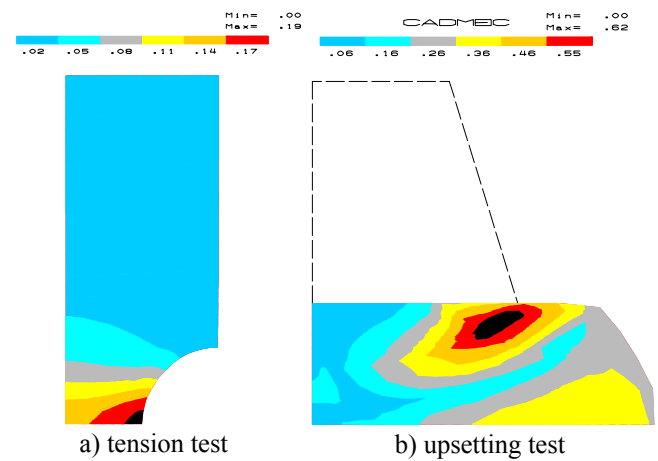 Min= .00
Max= .19
.02 .05 .08 .11 .14 .17
CADMEC
Min= .00
Max= .62
.06 .16 .26 .36 .46 .55
a) tension test
b) upsetting test